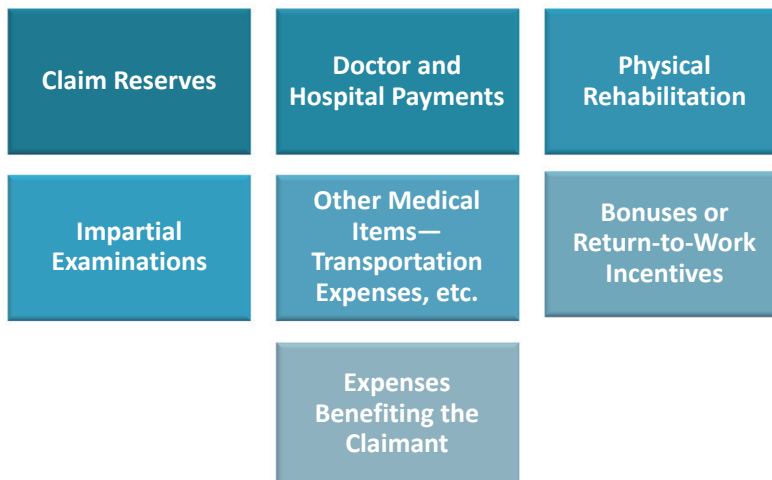 Claim Reserves
Doctor and
Hospital Payments
Physical
Rehabilitation
Impartial
Examinations
Other Medical
Items—
Transportation
Expenses, etc.
Bonuses or
Return-to-Work
Incentives
Expenses
Benefiting the
Claimant